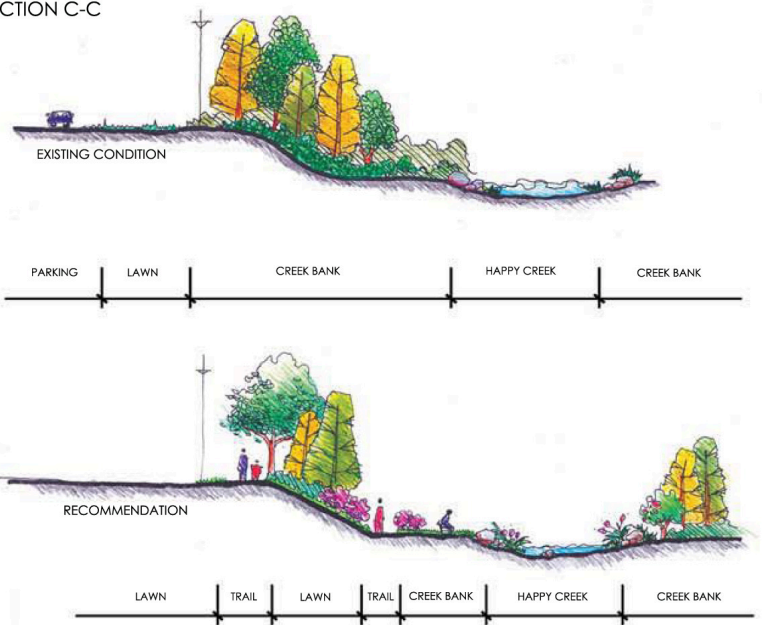 CTION C-C
EXISTING CONDITION
PARKING LAWN CREEK BANK HAPPY CREEK CREEK BANK
RECOMMENDATION
LAWN TRAIL LAWN TRAIL CREEK BANK HAPPY CREEK CREEK BANK